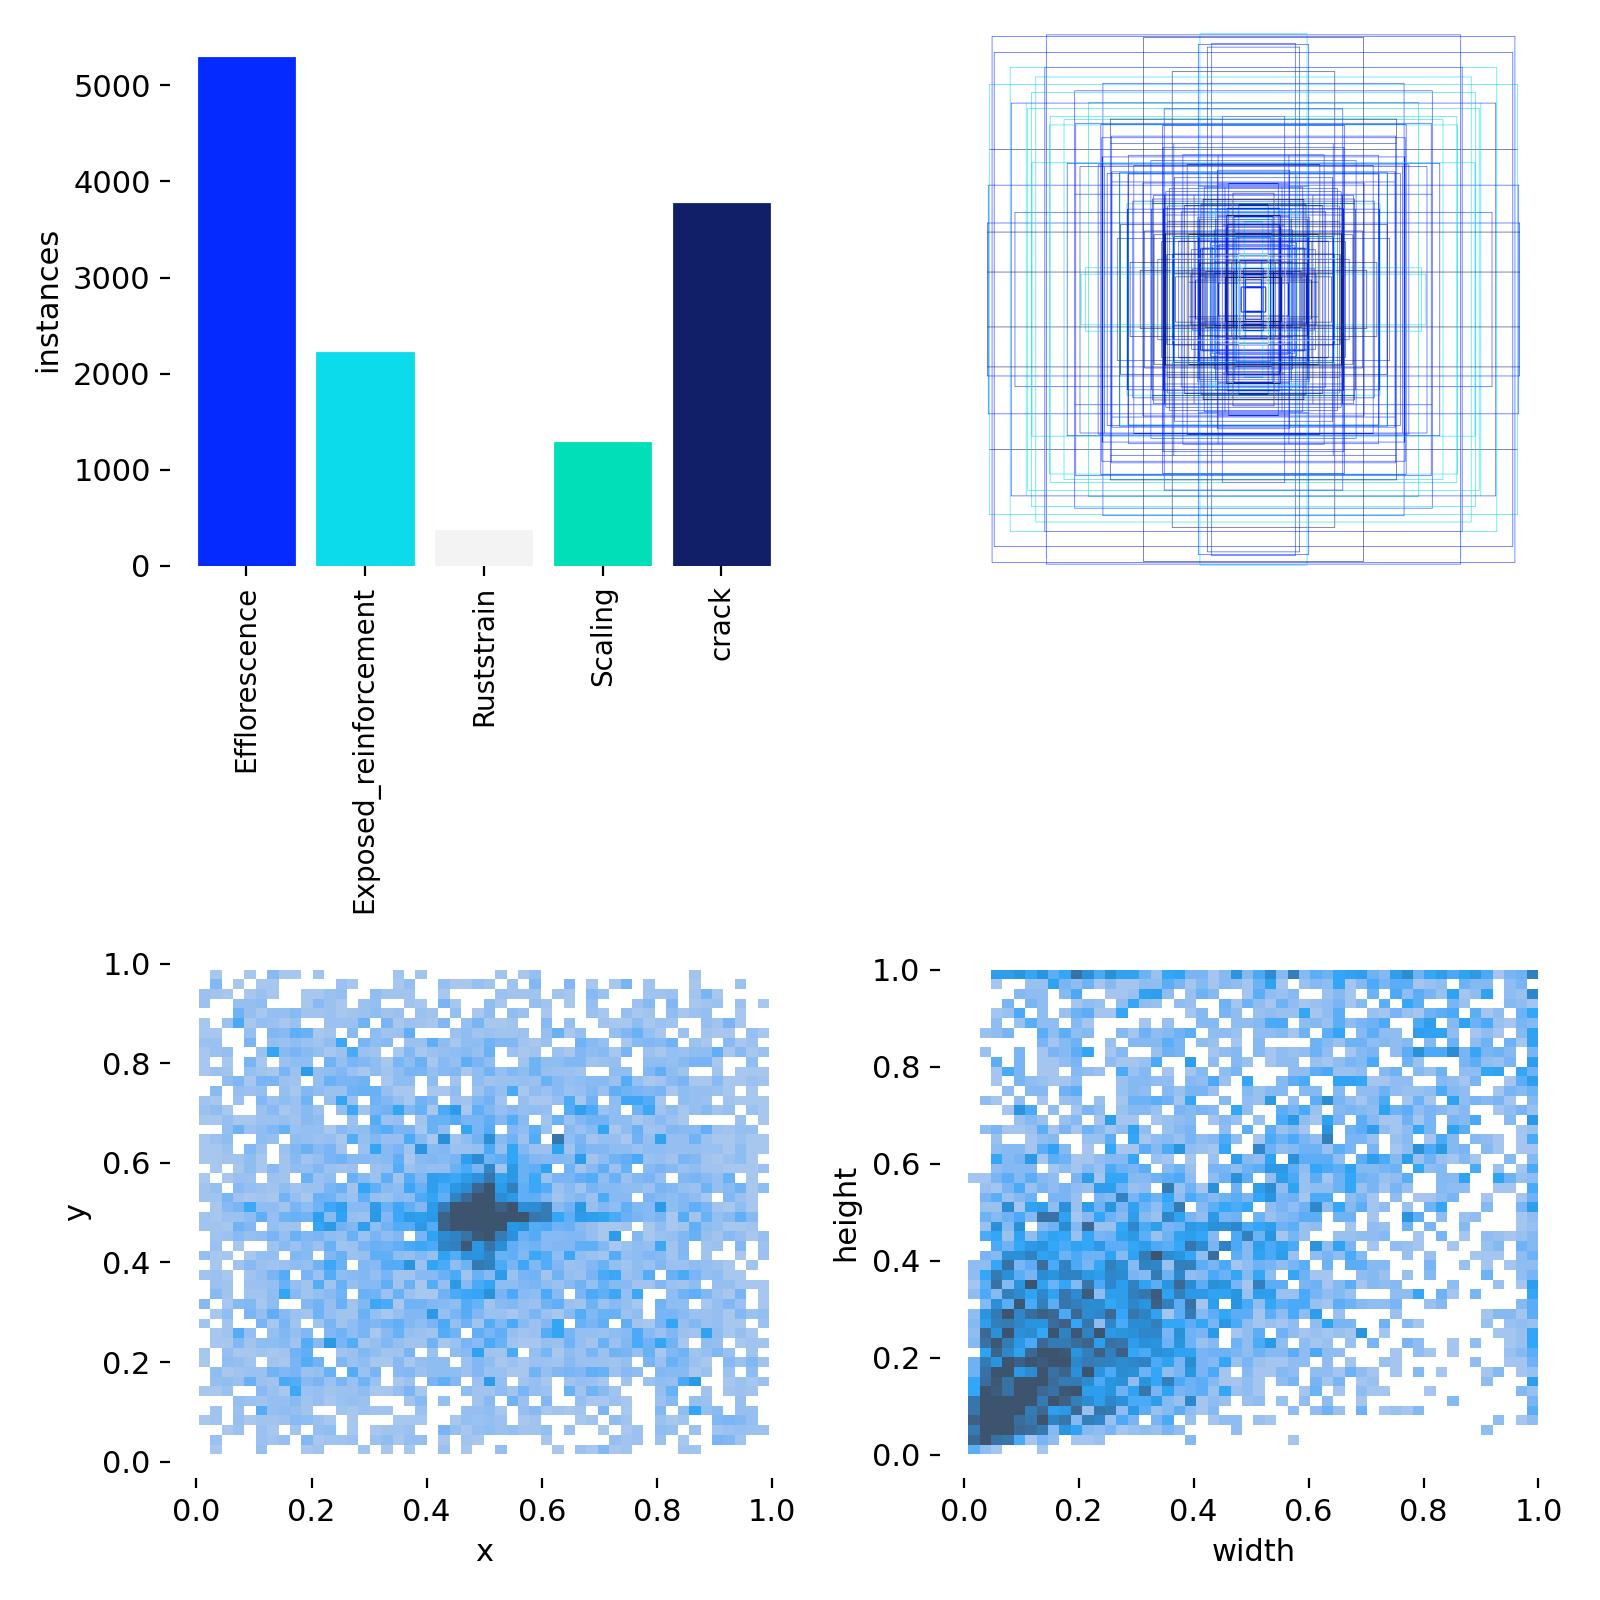 instances
5000
4000
3000
2000
1000
0
Efflorescence
Exposed_reinforcement
Ruststrain
Scaling
crack
y
1.0
0.8
0.6
0.4
0.2
0.0
0.0 0.2 0.4 0.6 0.8 1.0
x
height
1.0
0.8
0.6
0.4
0.2
0.0
0.0 0.2 0.4 0.6 0.8 1.0
width